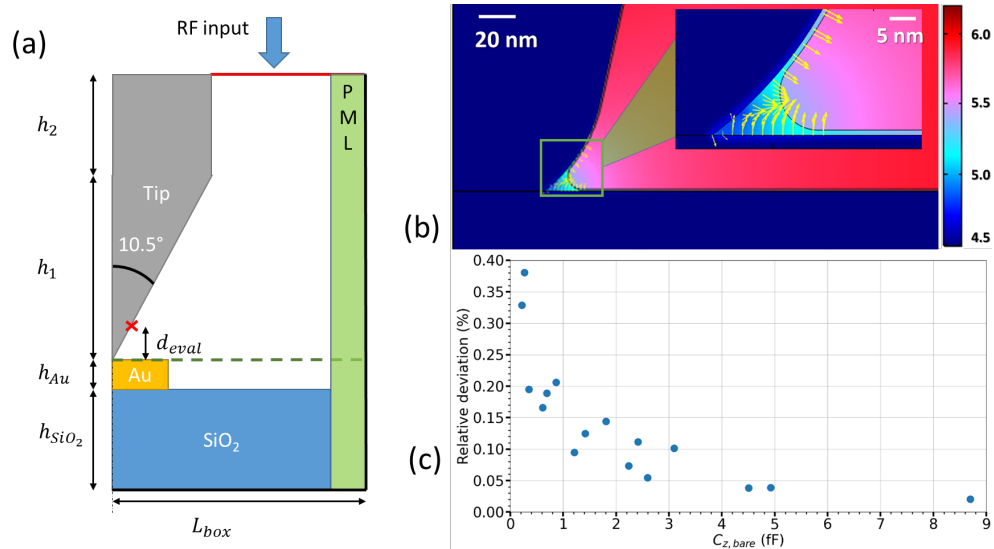 (a)
RF input
P
M
L
h₂
Tip
10.5°
h₁
d_eval
h_Au
Au
h_SiO₂
SiO₂
L_box
20 nm
5 nm
6.0
5.5
5.0
4.5
(b)
0.40
0.35
0.30
0.25
0.20
0.15
0.10
0.05
0.00
Relative deviation (%)
(c)
0 1 2 3 4 5 6 7 8 9
C_z,bare (fF)